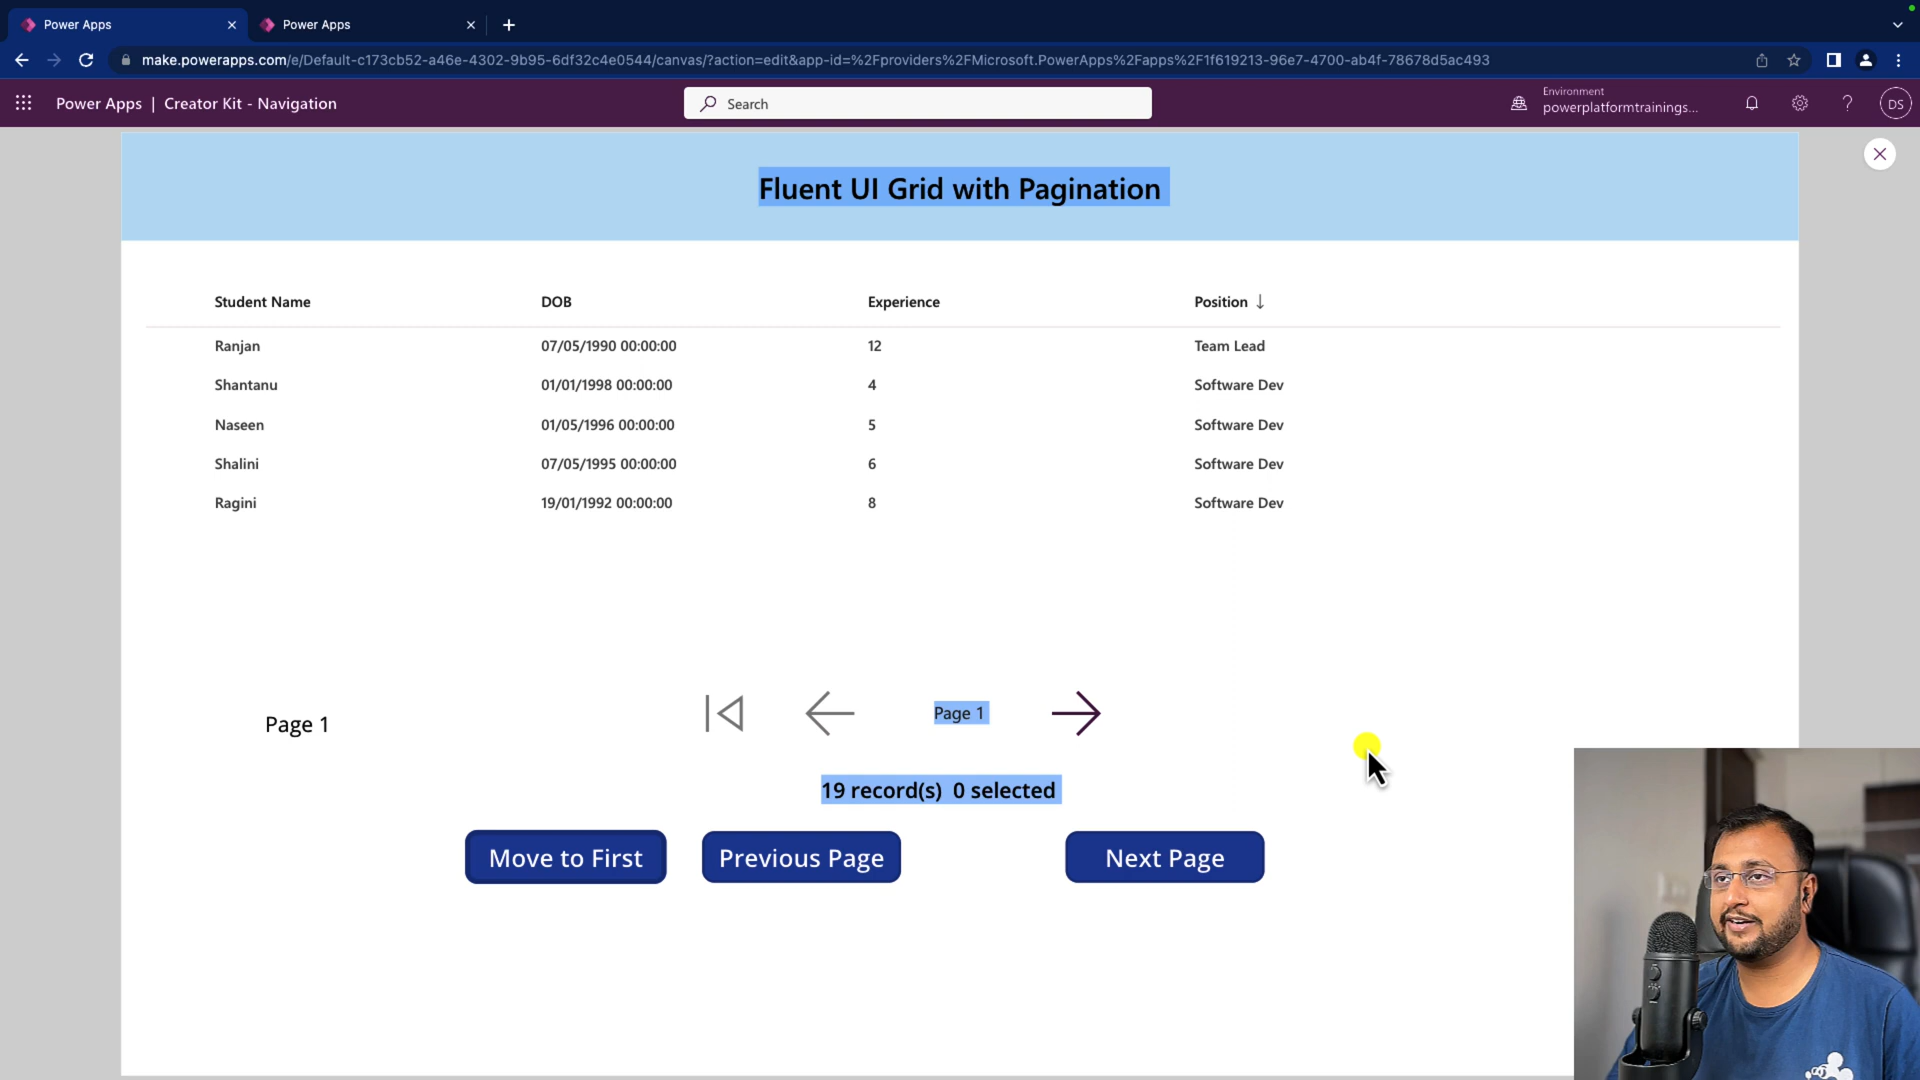 Power Apps
Power Apps
make.powerapps.com/e/Default-c173cb52-a46e-4302-9b95-6df32c4e0544/canvas/?action=edit&app-id=%2Fproviders%2FMicrosoft.PowerApps%2Fapps%2F1f619213-96e7-4700-ab4f-78678d5ac493
Power Apps | Creator Kit - Navigation
Search
Environment
powerplatformtrainings...
DS
Fluent UI Grid with Pagination
Student Name DOB Experience Position
Ranjan 07/05/1990 00:00:00 12 Team Lead
Shantanu 01/01/1998 00:00:00 4 Software Dev
Naseen 01/05/1996 00:00:00 5 Software Dev
Shalini 07/05/1995 00:00:00 6 Software Dev
Ragini 19/01/1992 00:00:00 8 Software Dev
Page 1
Page 1
19 record(s) 0 selected
Move to First
Previous Page
Next Page